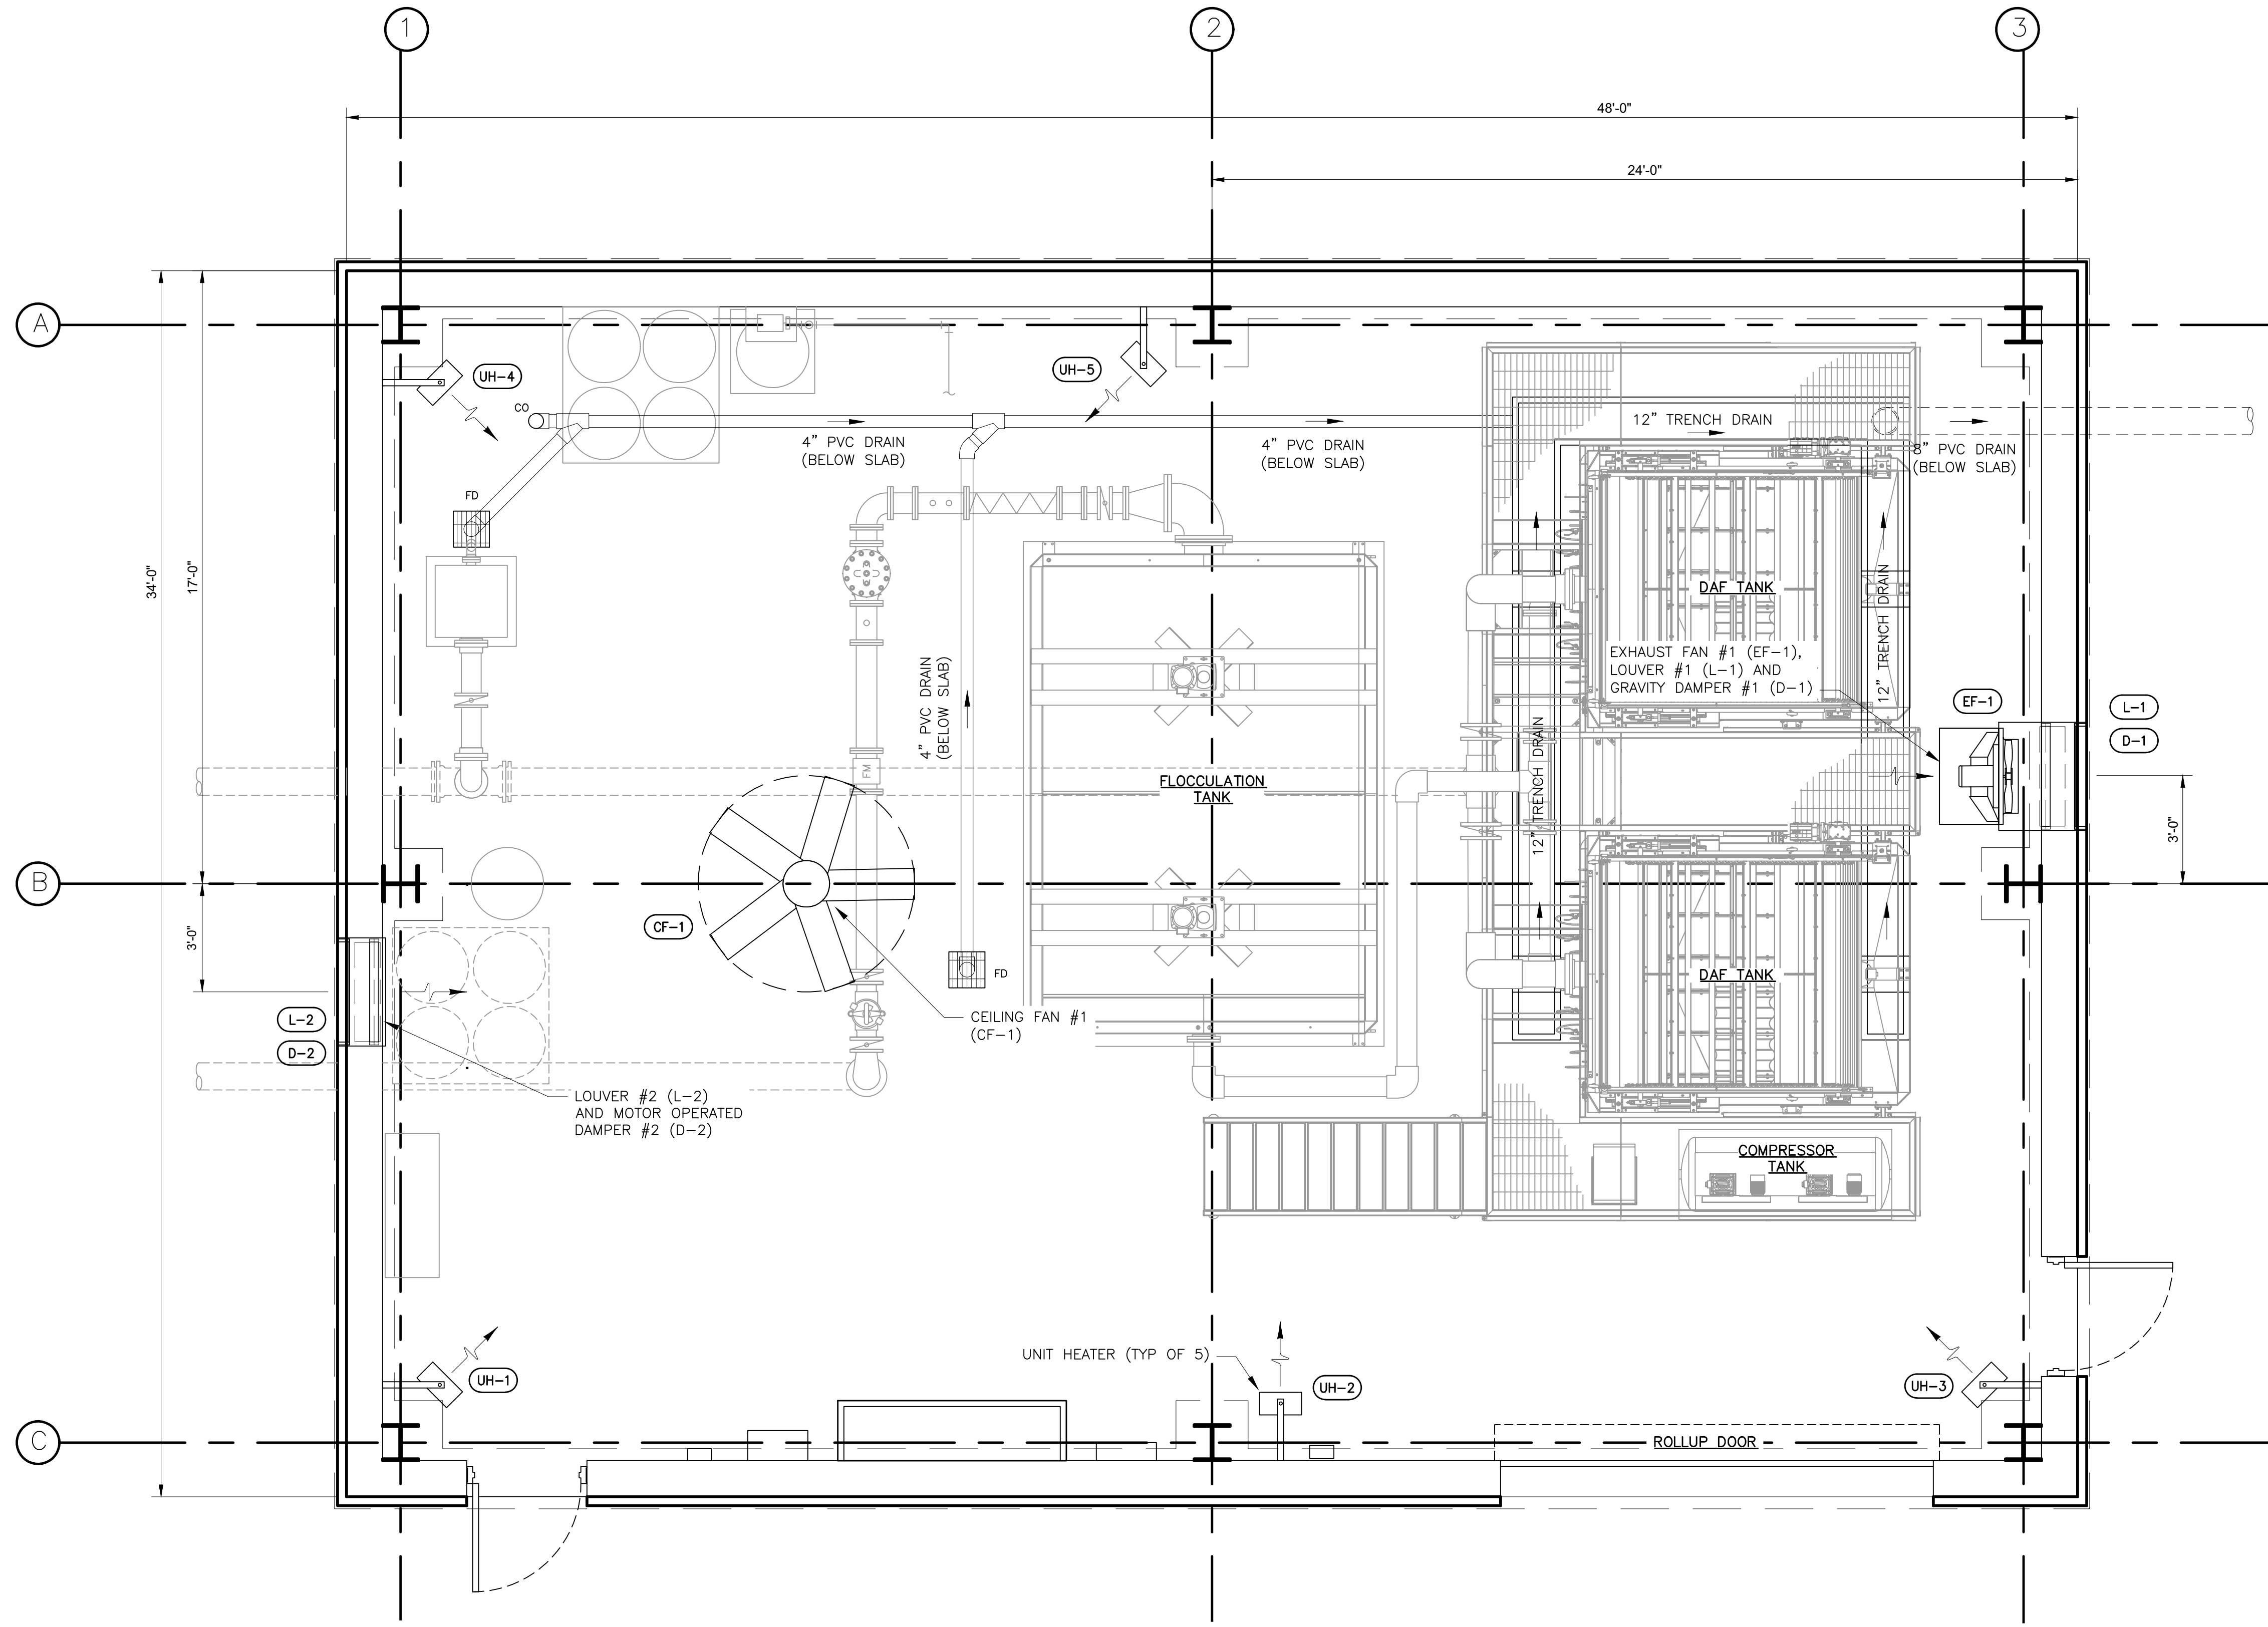 1
2
3
48'-0"
24'-0"
A
UH-4
UH-5
CO
4" PVC DRAIN
(BELOW SLAB)
4" PVC DRAIN
(BELOW SLAB)
12" TRENCH DRAIN
8" PVC DRAIN
(BELOW SLAB)
FD
34'-0"
17'-0"
DAF TANK
12" TRENCH DRAIN
EXHAUST FAN #1 (EF-1),
LOUVER #1 (L-1) AND
GRAVITY DAMPER #1 (D-1)
4" PVC DRAIN
(BELOW SLAB)
EF-1
L-1
D-1
FM
FLOCCULATION
TANK
12" TRENCH DRAIN
3'-0"
B
CF-1
3'-0"
FD
DAF TANK
L-2
D-2
CEILING FAN #1
(CF-1)
LOUVER #2 (L-2)
AND MOTOR OPERATED
DAMPER #2 (D-2)
COMPRESSOR
TANK
UNIT HEATER (TYP OF 5)
UH-1
UH-2
UH-3
C
ROLLUP DOOR